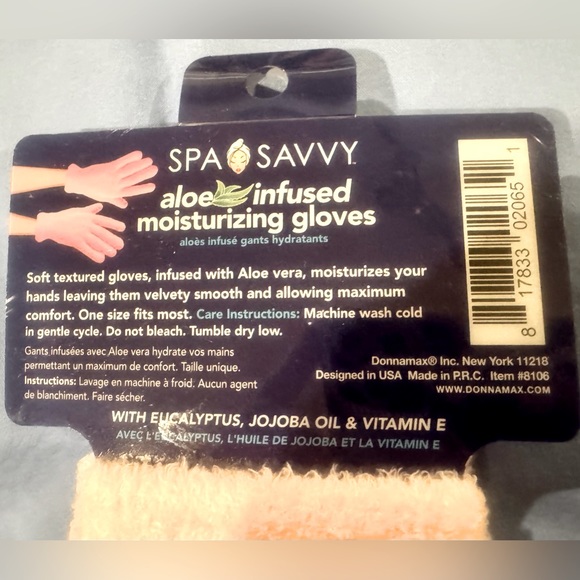 SPA SAVVY
aloe infused
moisturizing gloves
aloès infusé gants hydratants
Soft textured gloves, infused with Aloe vera, moisturizes your
hands leaving them velvety smooth and allowing maximum
comfort. One size fits most. Care Instructions: Machine wash cold
in gentle cycle. Do not bleach. Tumble dry low.
Gants infusées avec Aloe vera hydrate vos mains
permettant un maximum de confort. Taille unique.
Instructions: Lavage en machine à froid. Aucun agent
de blanchiment. Faire sécher.
8 17833 02065 1
Donnamax® Inc. New York 11218
Designed in USA Made in P.R.C. Item #8106
WWW.DONNAMAX.COM
WITH EUCALYPTUS, JOJOBA OIL & VITAMIN E
AVEC L'EUCALYPTUS, L'HUILE DE JOJOBA ET LA VITAMIN E